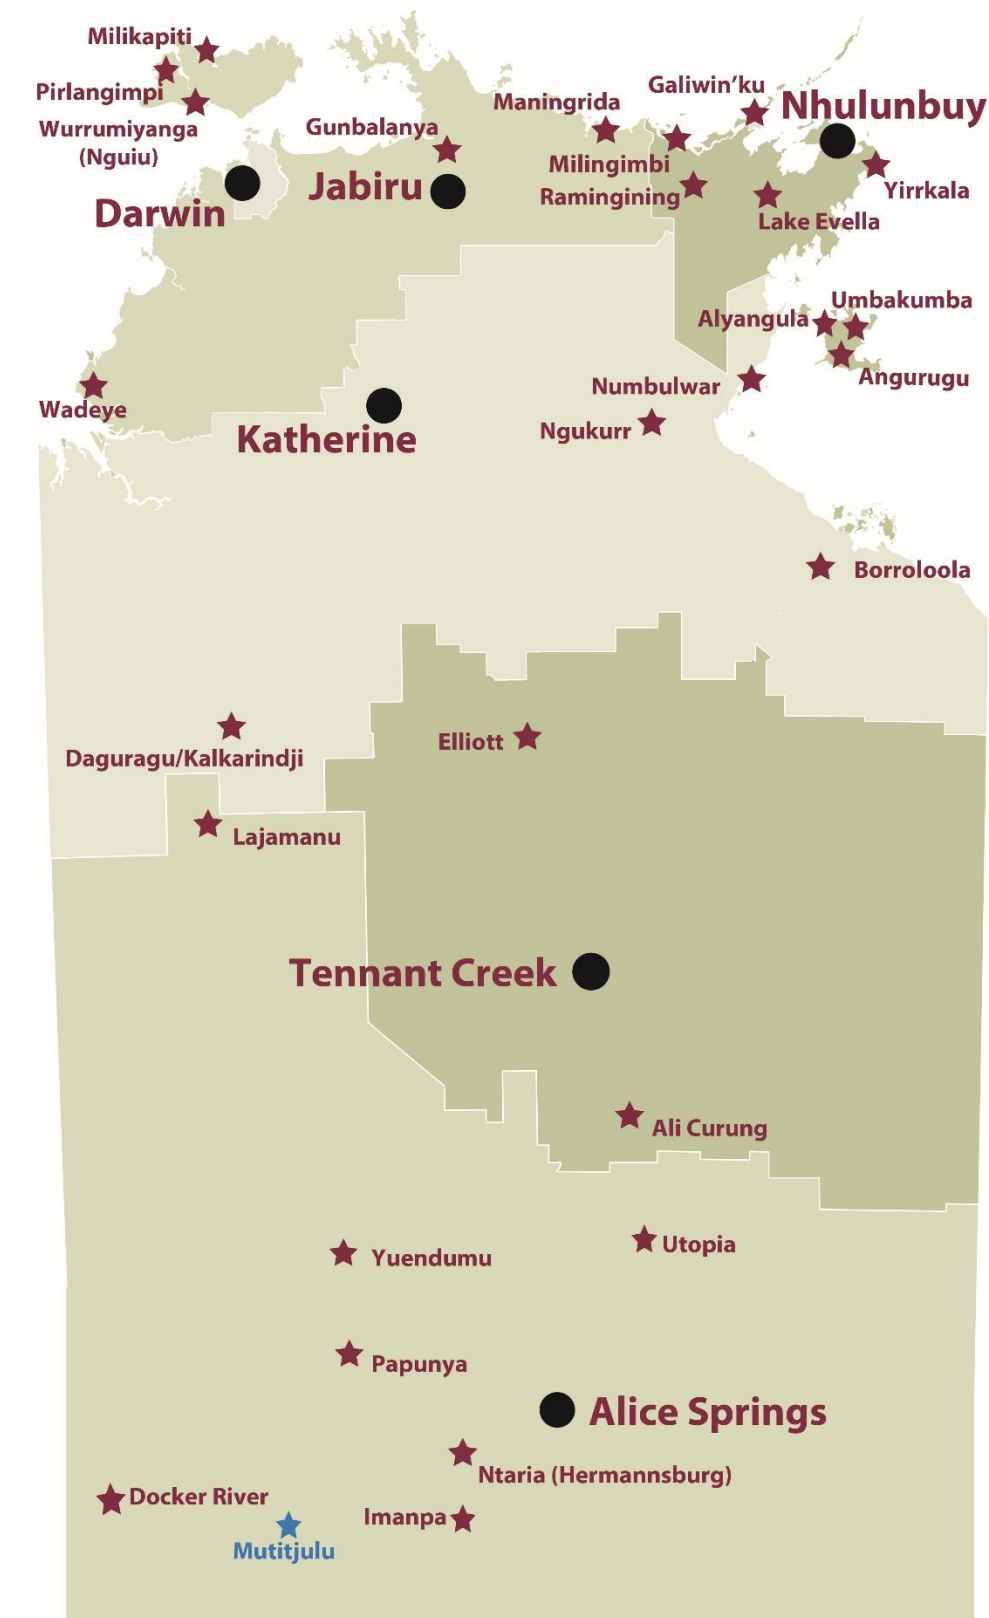 Milikapiti
Pirlangimpi
Wurrumiyanga
(Nguiu)
Darwin
Gunbalanya
Jabiru
Maningrida
Galiwin’ku
Nhulunbuy
Milingimbi
Ramingining
Yirrkala
Lake Evella
Umbakumba
Alyangula
Angurugu
Numbulwar
Wadeye
Katherine
Ngukurr
Borroloola
Daguragu/Kalkarindji
Elliott
Lajamanu
Tennant Creek
Ali Curung
Yuendumu
Utopia
Papunya
Alice Springs
Ntaria (Hermannsburg)
Docker River
Imanpa
Mutitjulu